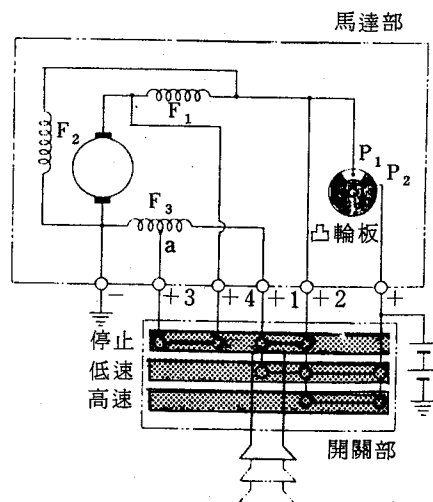 馬達部
F₁
F₂
P₁
P₂
F₃
a
凸輪板
−
+3
+4
+1
+2
+
停止
低速
高速
開關部